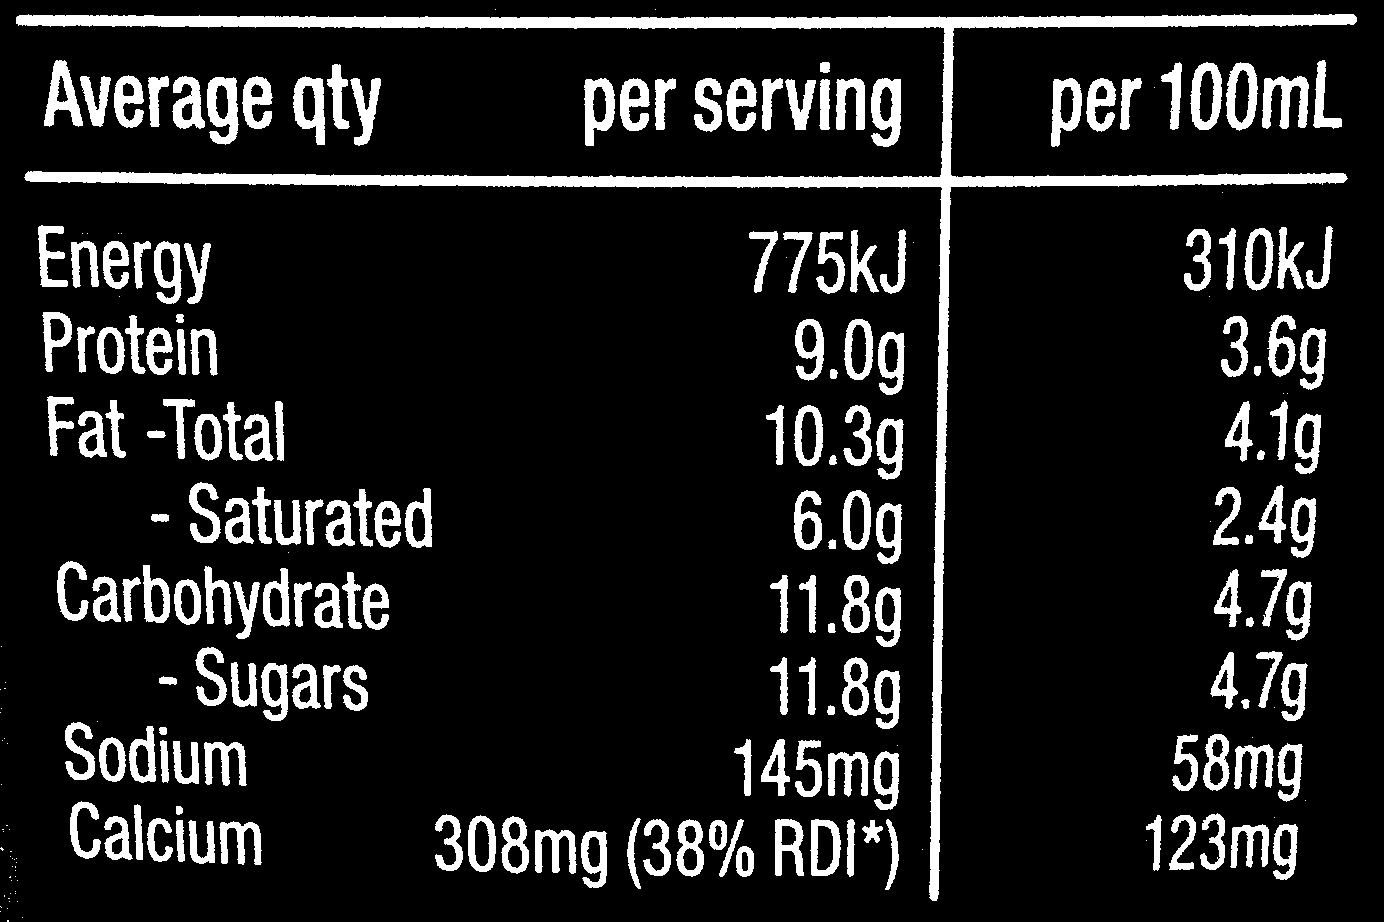 Average qty per serving per 100mL
Energy 775kJ 310kJ
Protein 9.0g 3.6g
Fat -Total 10.3g 4.1g
- Saturated 6.0g 2.4g
Carbohydrate 11.8g 4.7g
- Sugars 11.8g 4.7g
Sodium 145mg 58mg
Calcium 308mg (38% RDI*) 123mg